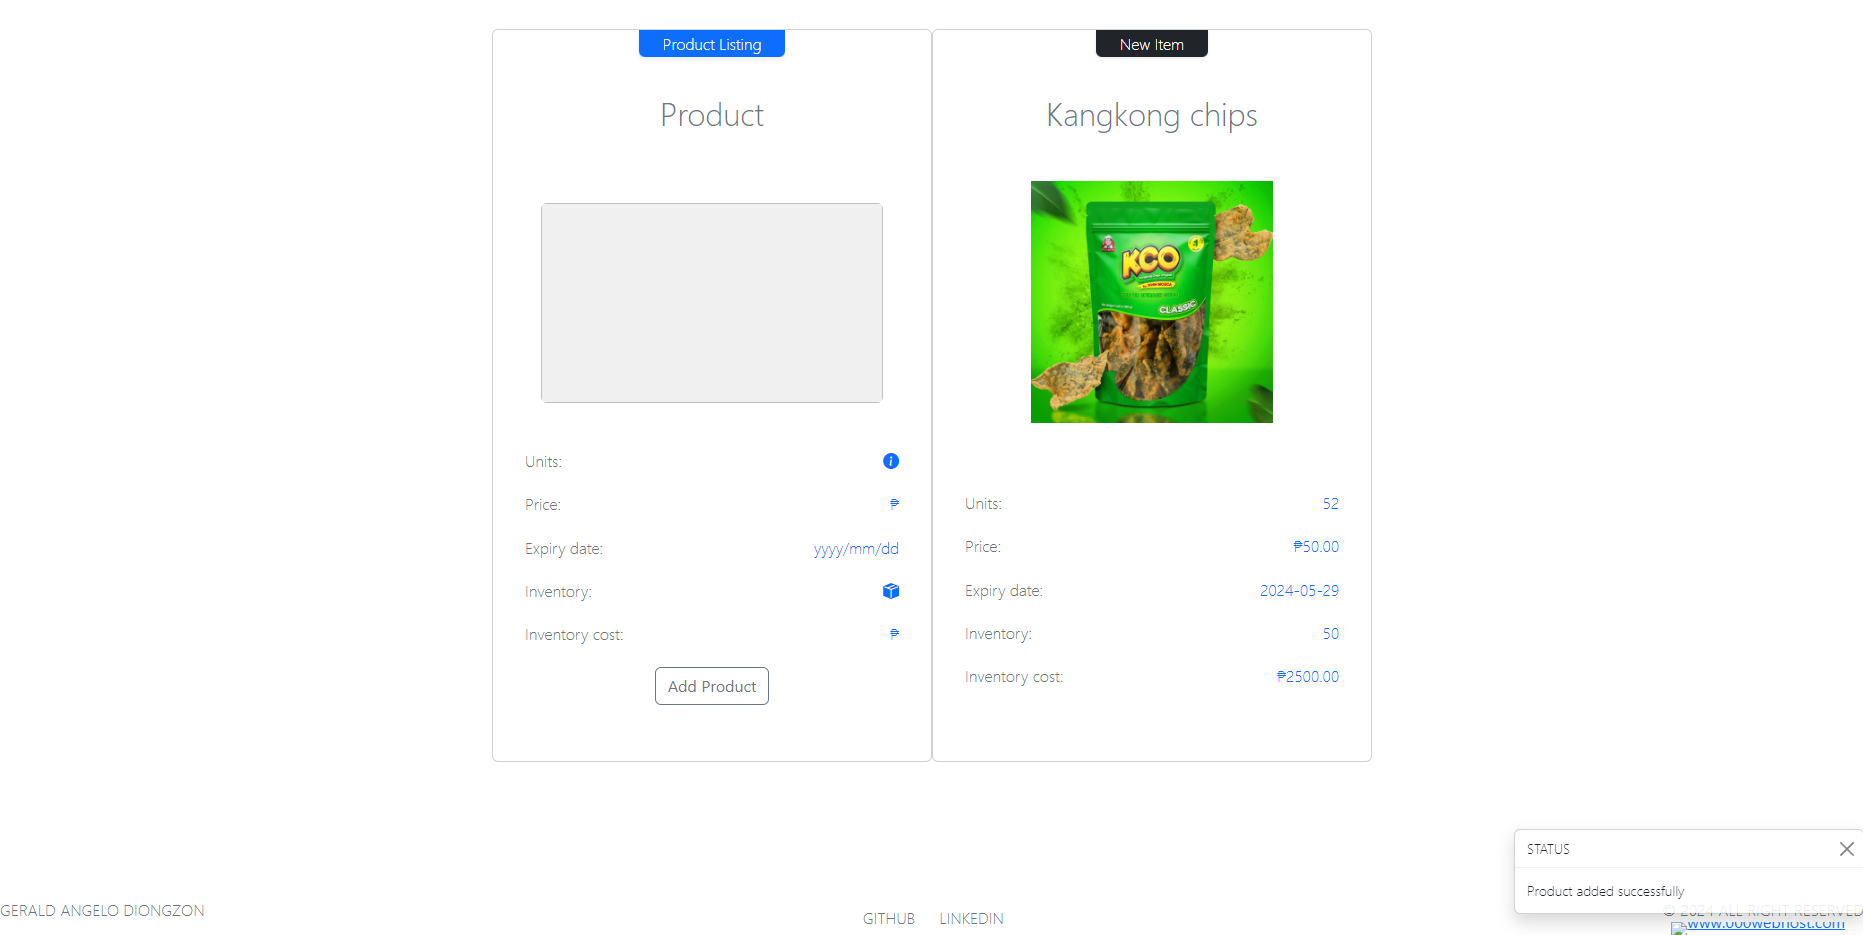 Product Listing
Product
Units:
Price: ₱
Expiry date: yyyy/mm/dd
Inventory:
Inventory cost: ₱
Add Product
New Item
Kangkong chips
KCO
CLASSIC
Units: 52
Price: ₱50.00
Expiry date: 2024-05-29
Inventory: 50
Inventory cost: ₱2500.00
STATUS
Product added successfully
GERALD ANGELO DIONGZON
GITHUB LINKEDIN
© 2024 ALL RIGHT RESERVED
www.000webhost.com